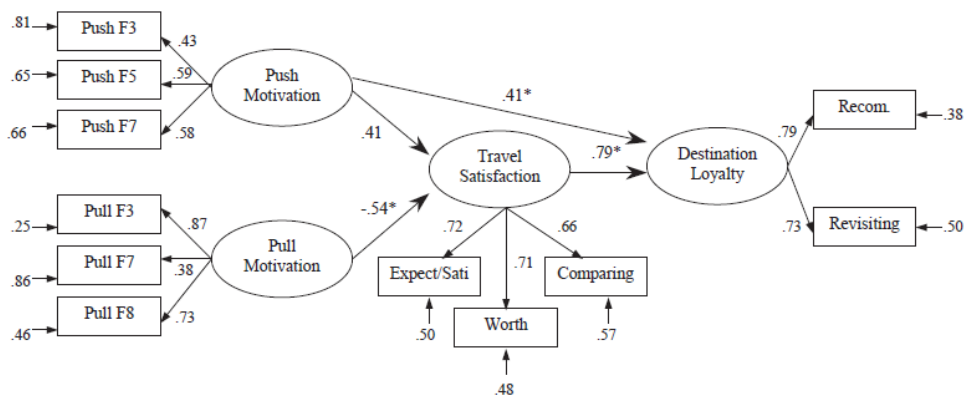 .81
Push F3
.43
.65
Push F5
.59
.66
Push F7
.58
Push
Motivation
.41*
.41
Pull F3
.25
.87
Pull F7
.86
.38
Pull F8
.46
.73
Pull
Motivation
-.54*
Travel
Satisfaction
.79*
.72
.71
.66
Expect/Sati
.50
Worth
.48
Comparing
.57
Destination
Loyalty
.79
Recom.
.38
.73
Revisiting
.50